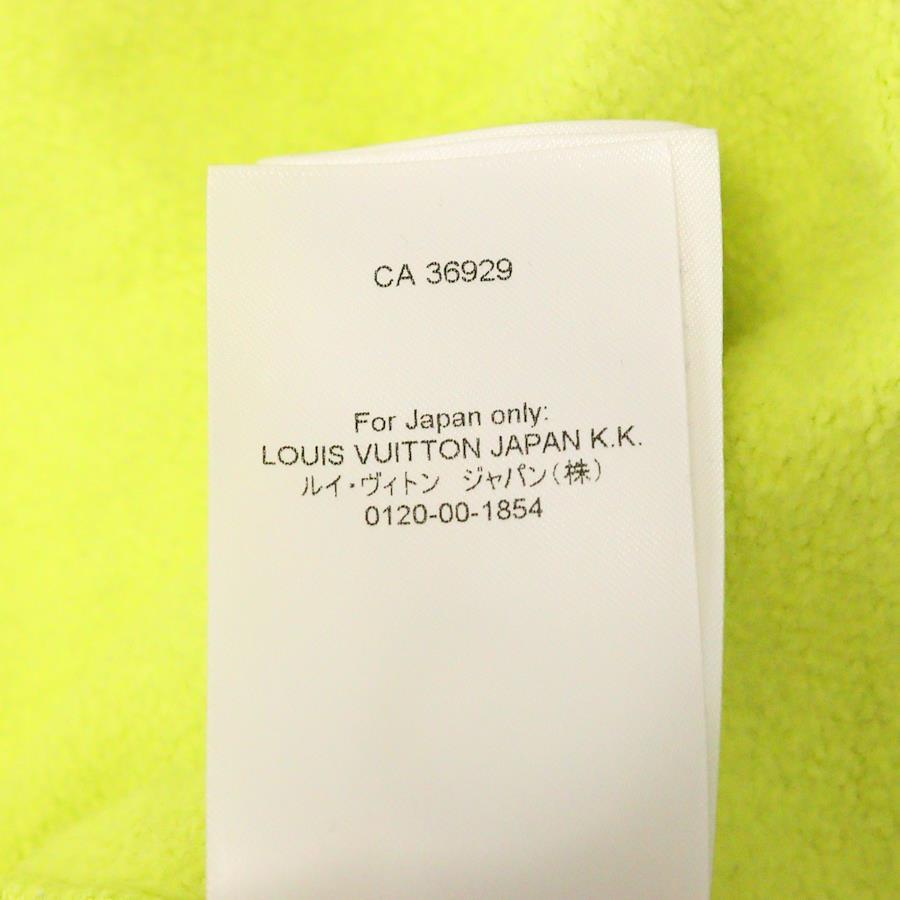 CA 36929
For Japan only:
LOUIS VUITTON JAPAN K.K.
ルイ・ヴィトン　ジャパン(株)
0120-00-1854